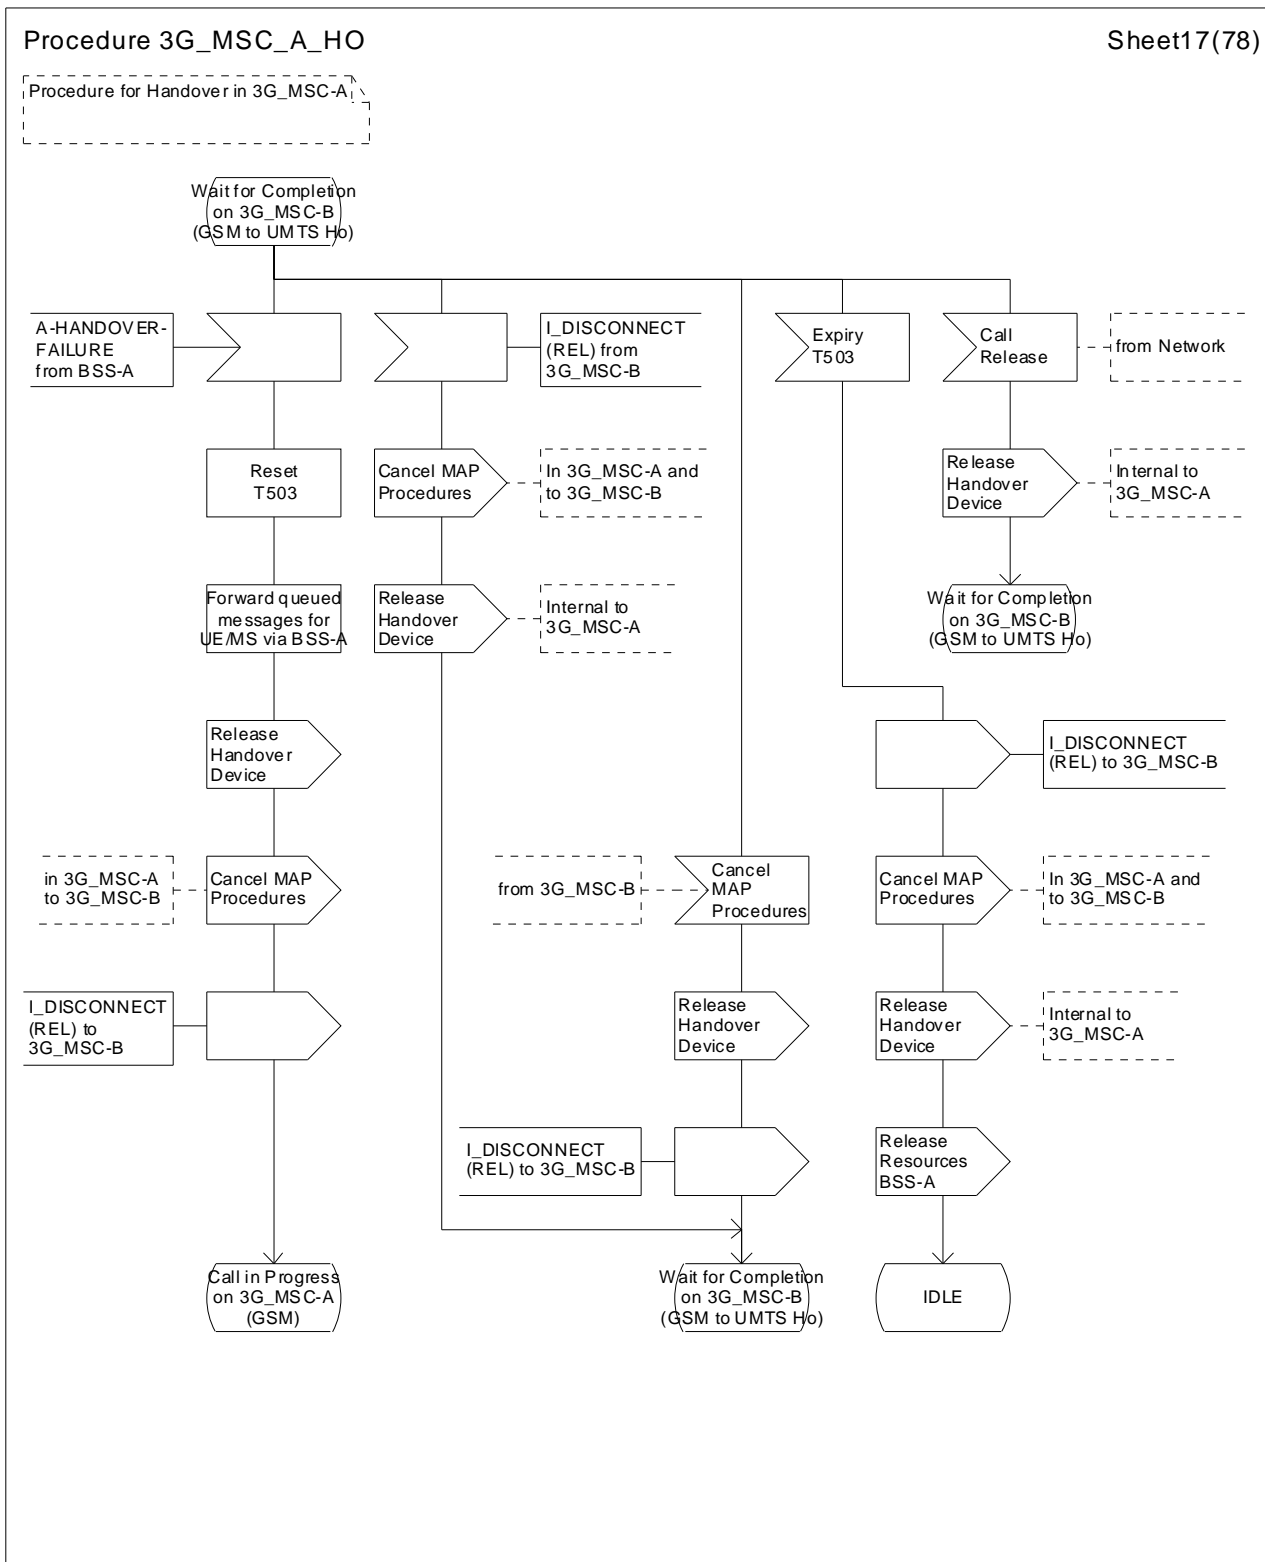 Procedure 3G_MSC_A_HO
Sheet17(78)
Procedure for Handover in 3G_MSC-A
Wait for Completion
on 3G_MSC-B
(GSM to UMTS Ho)
A-HANDOVER-
FAILURE
from BSS-A
I_DISCONNECT
(REL) from
3G_MSC-B
Expiry
T503
Call
Release
from Network
Reset
T503
Cancel MAP
Procedures
In 3G_MSC-A and
to 3G_MSC-B
Release
Handover
Device
Internal to
3G_MSC-A
Forward queued
messages for
UE/MS via BSS-A
Release
Handover
Device
Internal to
3G_MSC-A
Wait for Completion
on 3G_MSC-B
(GSM to UMTS Ho)
Release
Handover
Device
I_DISCONNECT
(REL) to 3G_MSC-B
in 3G_MSC-A
to 3G_MSC-B
Cancel MAP
Procedures
from 3G_MSC-B
Cancel
MAP
Procedures
Cancel MAP
Procedures
In 3G_MSC-A and
to 3G_MSC-B
I_DISCONNECT
(REL) to
3G_MSC-B
Release
Handover
Device
Release
Handover
Device
Internal to
3G_MSC-A
I_DISCONNECT
(REL) to 3G_MSC-B
Release
Resources
BSS-A
Call in Progress
on 3G_MSC-A
(GSM)
Wait for Completion
on 3G_MSC-B
(GSM to UMTS Ho)
IDLE